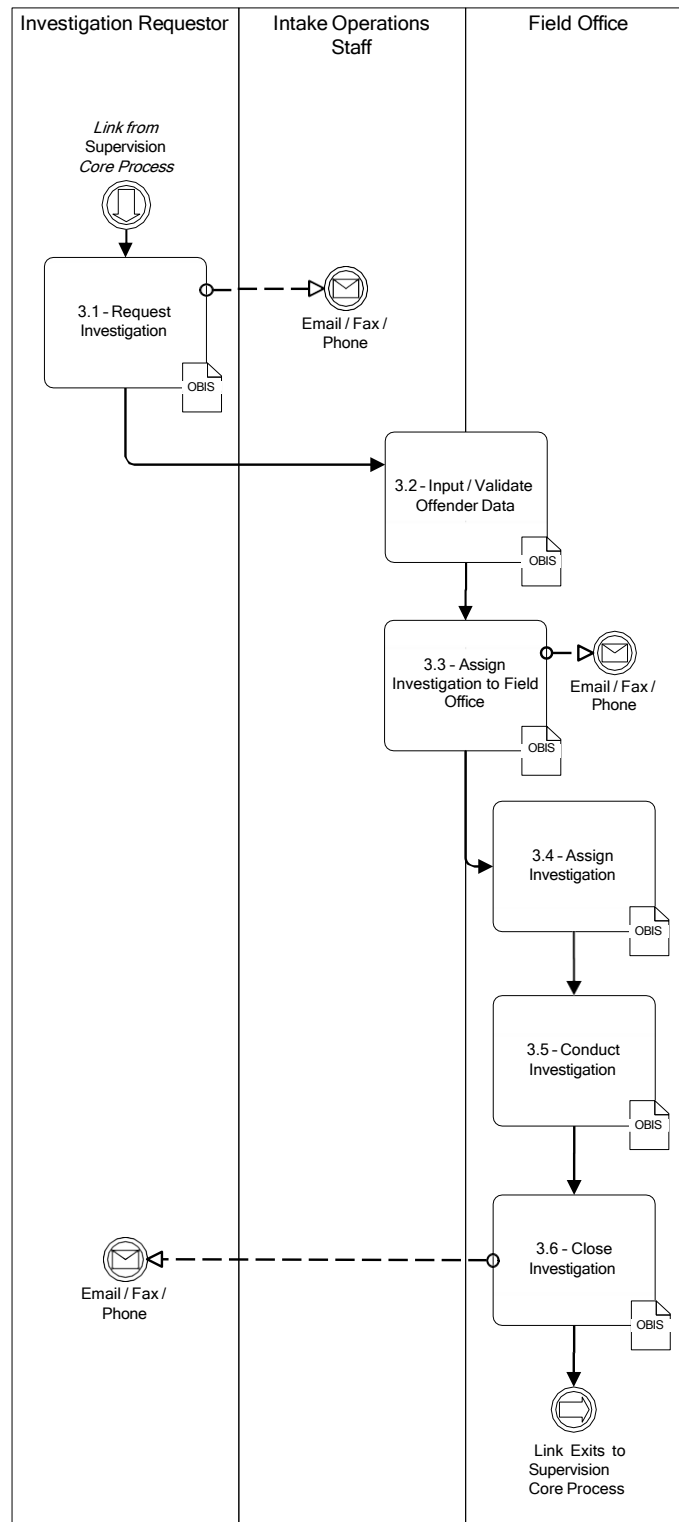 Investigation Requestor
Intake Operations
Staff
Field Office
Link from
Supervision
Core Process
3.1 - Request
Investigation
OBIS
Email / Fax /
Phone
3.2 - Input / Validate
Offender Data
OBIS
3.3 - Assign
Investigation to Field
Office
OBIS
Email / Fax /
Phone
3.4 - Assign
Investigation
OBIS
3.5 - Conduct
Investigation
OBIS
3.6 - Close
Investigation
OBIS
Email / Fax /
Phone
Link Exits to
Supervision
Core Process